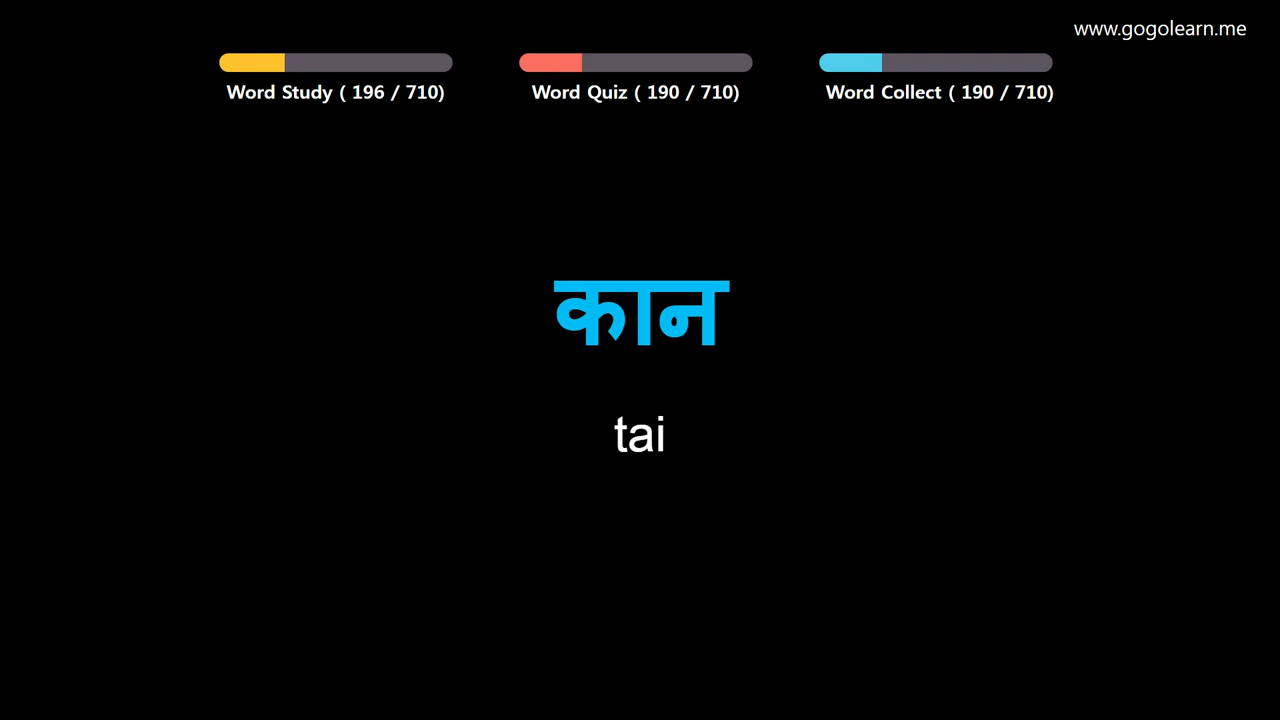 www.gogolearn.me
Word Study ( 196 / 710)
Word Quiz ( 190 / 710)
Word Collect ( 190 / 710)
कान
tai